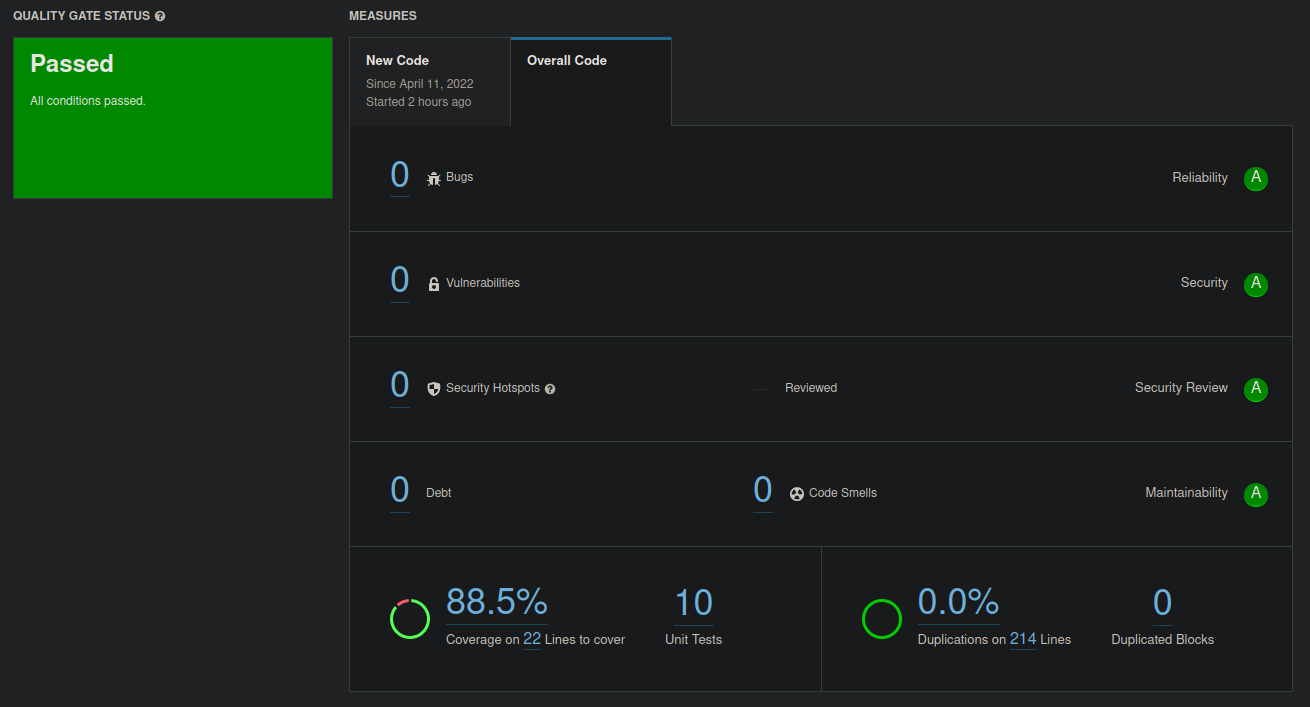 QUALITY GATE STATUS
MEASURES
Passed
All conditions passed.
New Code
Since April 11, 2022
Started 2 hours ago
Overall Code
0 Bugs
Reliability A
0 Vulnerabilities
Security A
0 Security Hotspots
Reviewed
Security Review A
0 Debt
0 Code Smells
Maintainability A
88.5%
Coverage on 22 Lines to cover
10
Unit Tests
0.0%
Duplications on 214 Lines
0
Duplicated Blocks